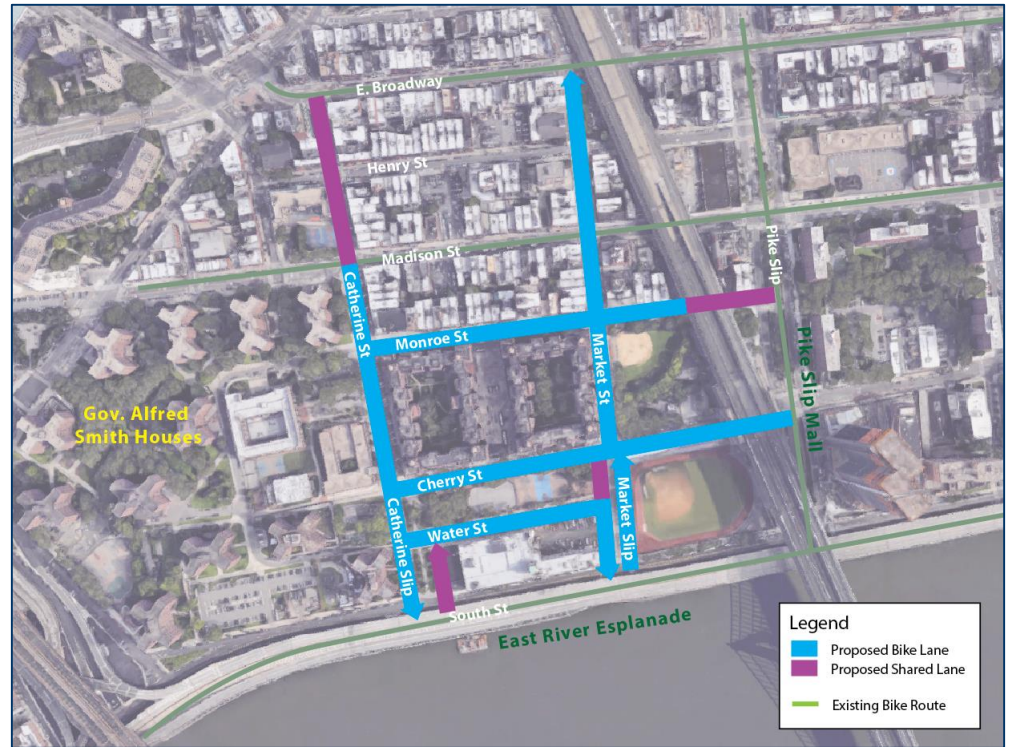 E. Broadway
Henry St
Madison St
Pike Slip
Catherine St
Monroe St
Market St
Pike Slip Mall
Gov. Alfred
Smith Houses
Cherry St
Catherine Slip
Water St
Market Slip
South St
East River Esplanade
Legend
Proposed Bike Lane
Proposed Shared Lane
Existing Bike Route